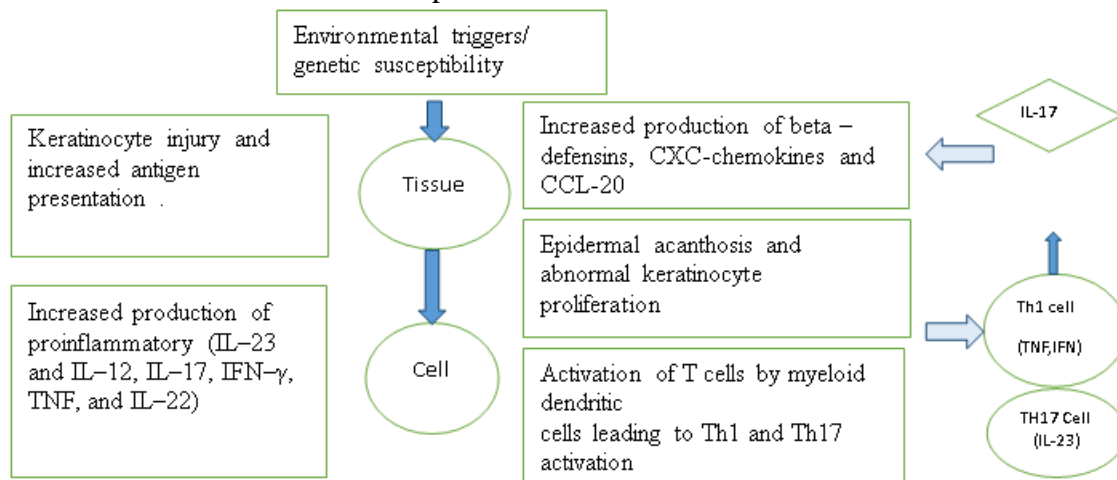 Environmental triggers/
genetic susceptibility
Keratinocyte injury and
increased antigen
presentation .
Tissue
Increased production of beta –
defensins, CXC-chemokines and
CCL-20
IL-17
Epidermal acanthosis and
abnormal keratinocyte
proliferation
Increased production of
proinflammatory (IL–23
and IL–12, IL–17, IFN–γ,
TNF, and IL–22)
Cell
Activation of T cells by myeloid
dendritic
cells leading to Th1 and Th17
activation
Th1 cell
(TNF,IFN)
TH17 Cell
(IL-23)